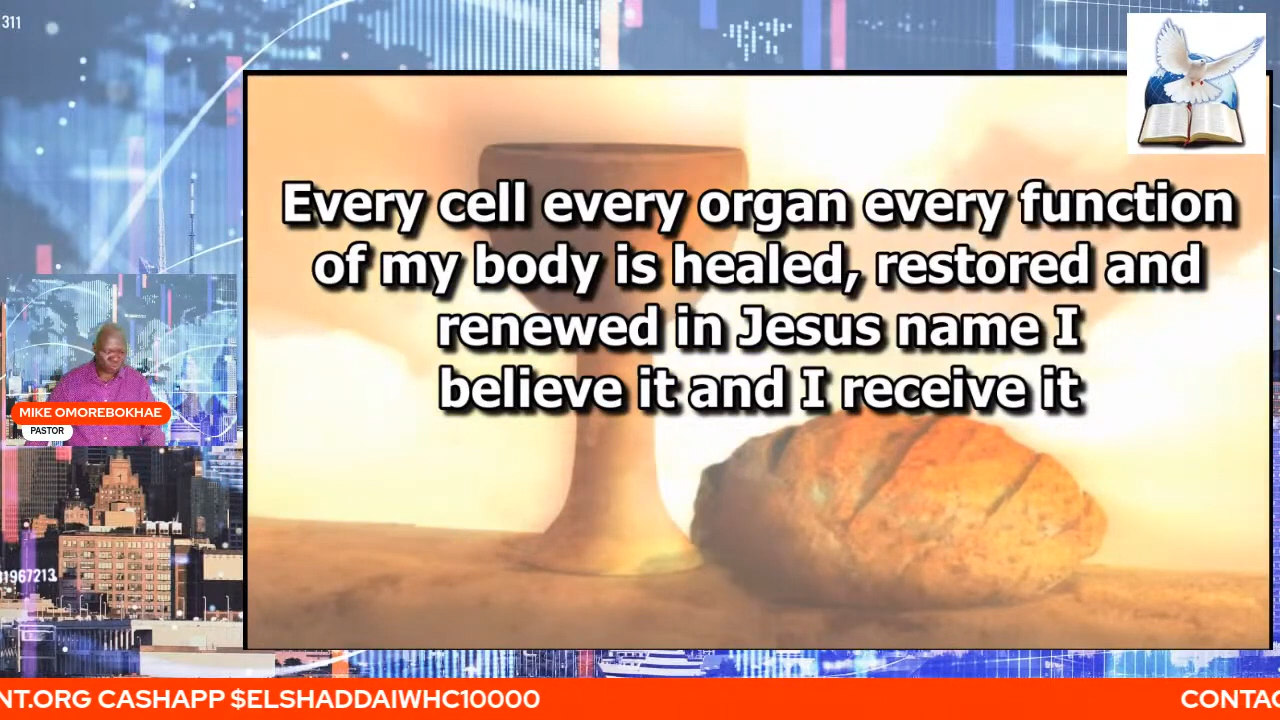 311
Every cell every organ every function
of my body is healed, restored and
renewed in Jesus name I
believe it and I receive it
MIKE OMOREBOKHAE
PASTOR
31967213
NT.ORG CASHAPP $ELSHADDAIWHC10000
CONTAC